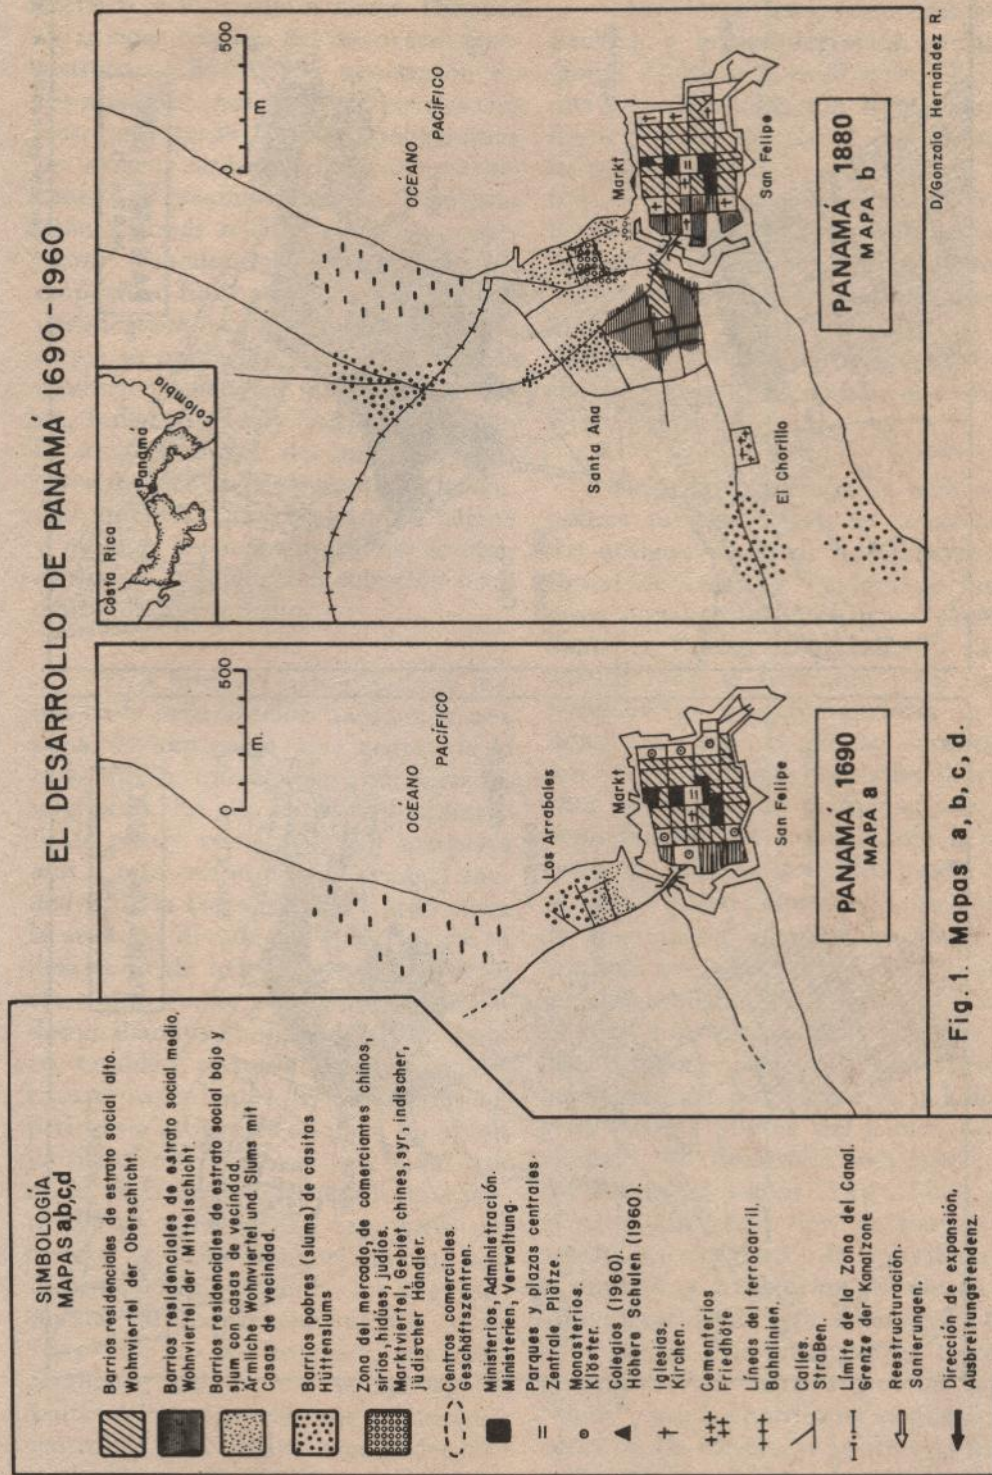 EL DESARROLLO DE PANAMÁ 1690-1960
SIMBOLOGÍA
MAPAS a,b,c,d
Barrios residenciales de estrato social alto.
Wohnviertel der Oberschicht.
Barrios residenciales de estrato social medio,
Wohnviertel der Mittelschicht.
Barrios residenciales de estrato social bajo y
slum con casas de vecindad.
Ärmliche Wohnviertel und Slums mit
Casas de vecindad.
Barrios pobres (slums) de casitas
Hüttenslums
Zona del mercado, de comerciantes chinos,
sirios, hidúes, judíos.
Marktviertel, Gebiet chines, syr, indischer,
jüdischer Händler.
Centros comerciales.
Geschäftszentren.
Ministerios, Administración.
Ministerien, Verwaltung.
Parques y plazas centrales.
Zentrale Plätze.
Monasterios.
Klöster.
Colegios (1960).
Höhere Schulen (1960).
Iglesias.
Kirchen.
Cementerios
Friedhöte
Líneas del ferrocarril.
Bahnlinien.
Calles.
Straßen.
Límite de la Zona del Canal.
Grenze der Kanalzone
Reestructuración.
Sanierungen.
Dirección de expansión,
Ausbreitungstendenz.
0 500
m.
OCÉANO
PACÍFICO
Los Arrabales
Markt
San Felipe
PANAMÁ 1690
MAPA a
Costa Rica
Panamá
Colombia
0 500
m
OCÉANO
PACÍFICO
Markt
Santa Ana
San Felipe
El Chorillo
PANAMÁ 1880
MAPA b
D/Gonzalo Hernández R.
Fig. 1. Mapas a, b, c, d.